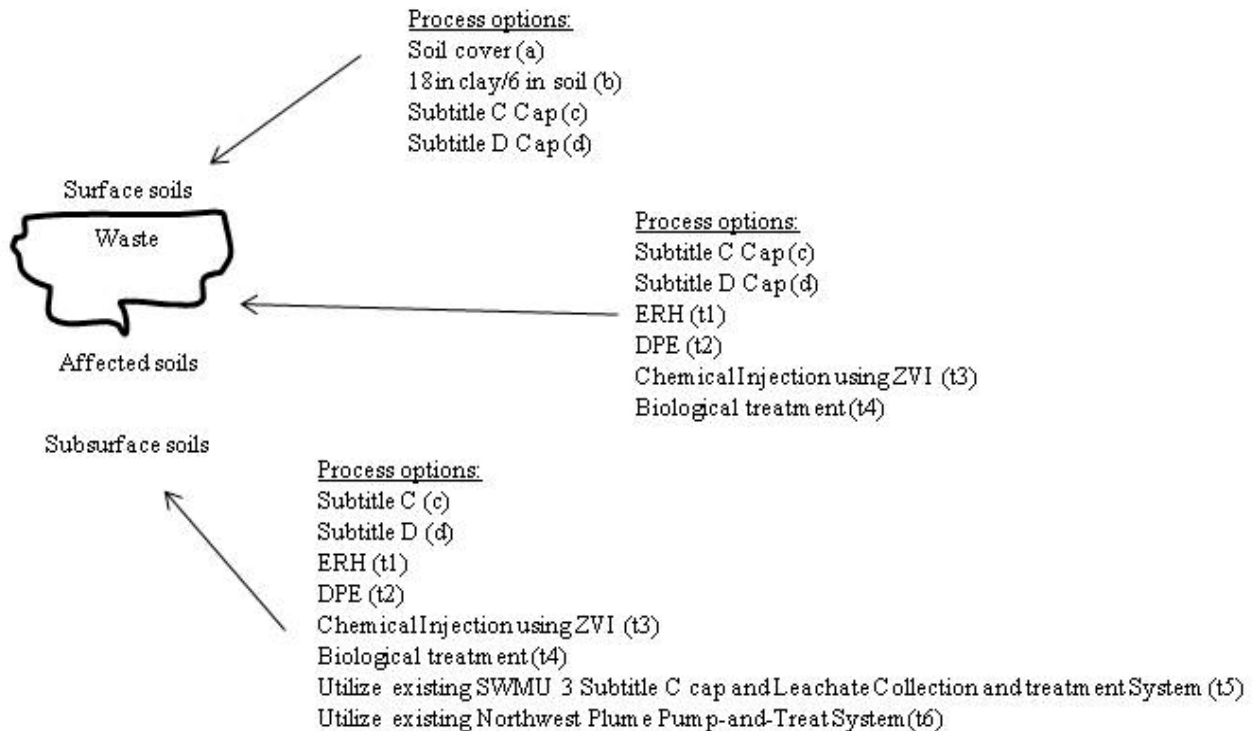 Process options:
Soil cover (a)
18in clay/6 in soil (b)
Subtitle C Cap (c)
Subtitle D Cap (d)
Surface soils
Waste
Process options:
Subtitle C Cap (c)
Subtitle D Cap (d)
ERH (t1)
DPE (t2)
Chemical Injection using ZVI (t3)
Biological treatment (t4)
Affected soils
Subsurface soils
Process options:
Subtitle C (c)
Subtitle D (d)
ERH (t1)
DPE (t2)
Chemical Injection using ZVI (t3)
Biological treatment (t4)
Utilize existing SWMU 3 Subtitle C cap and Leachate Collection and treatment System (t5)
Utilize existing Northwest Plume Pump-and-Treat System (t6)